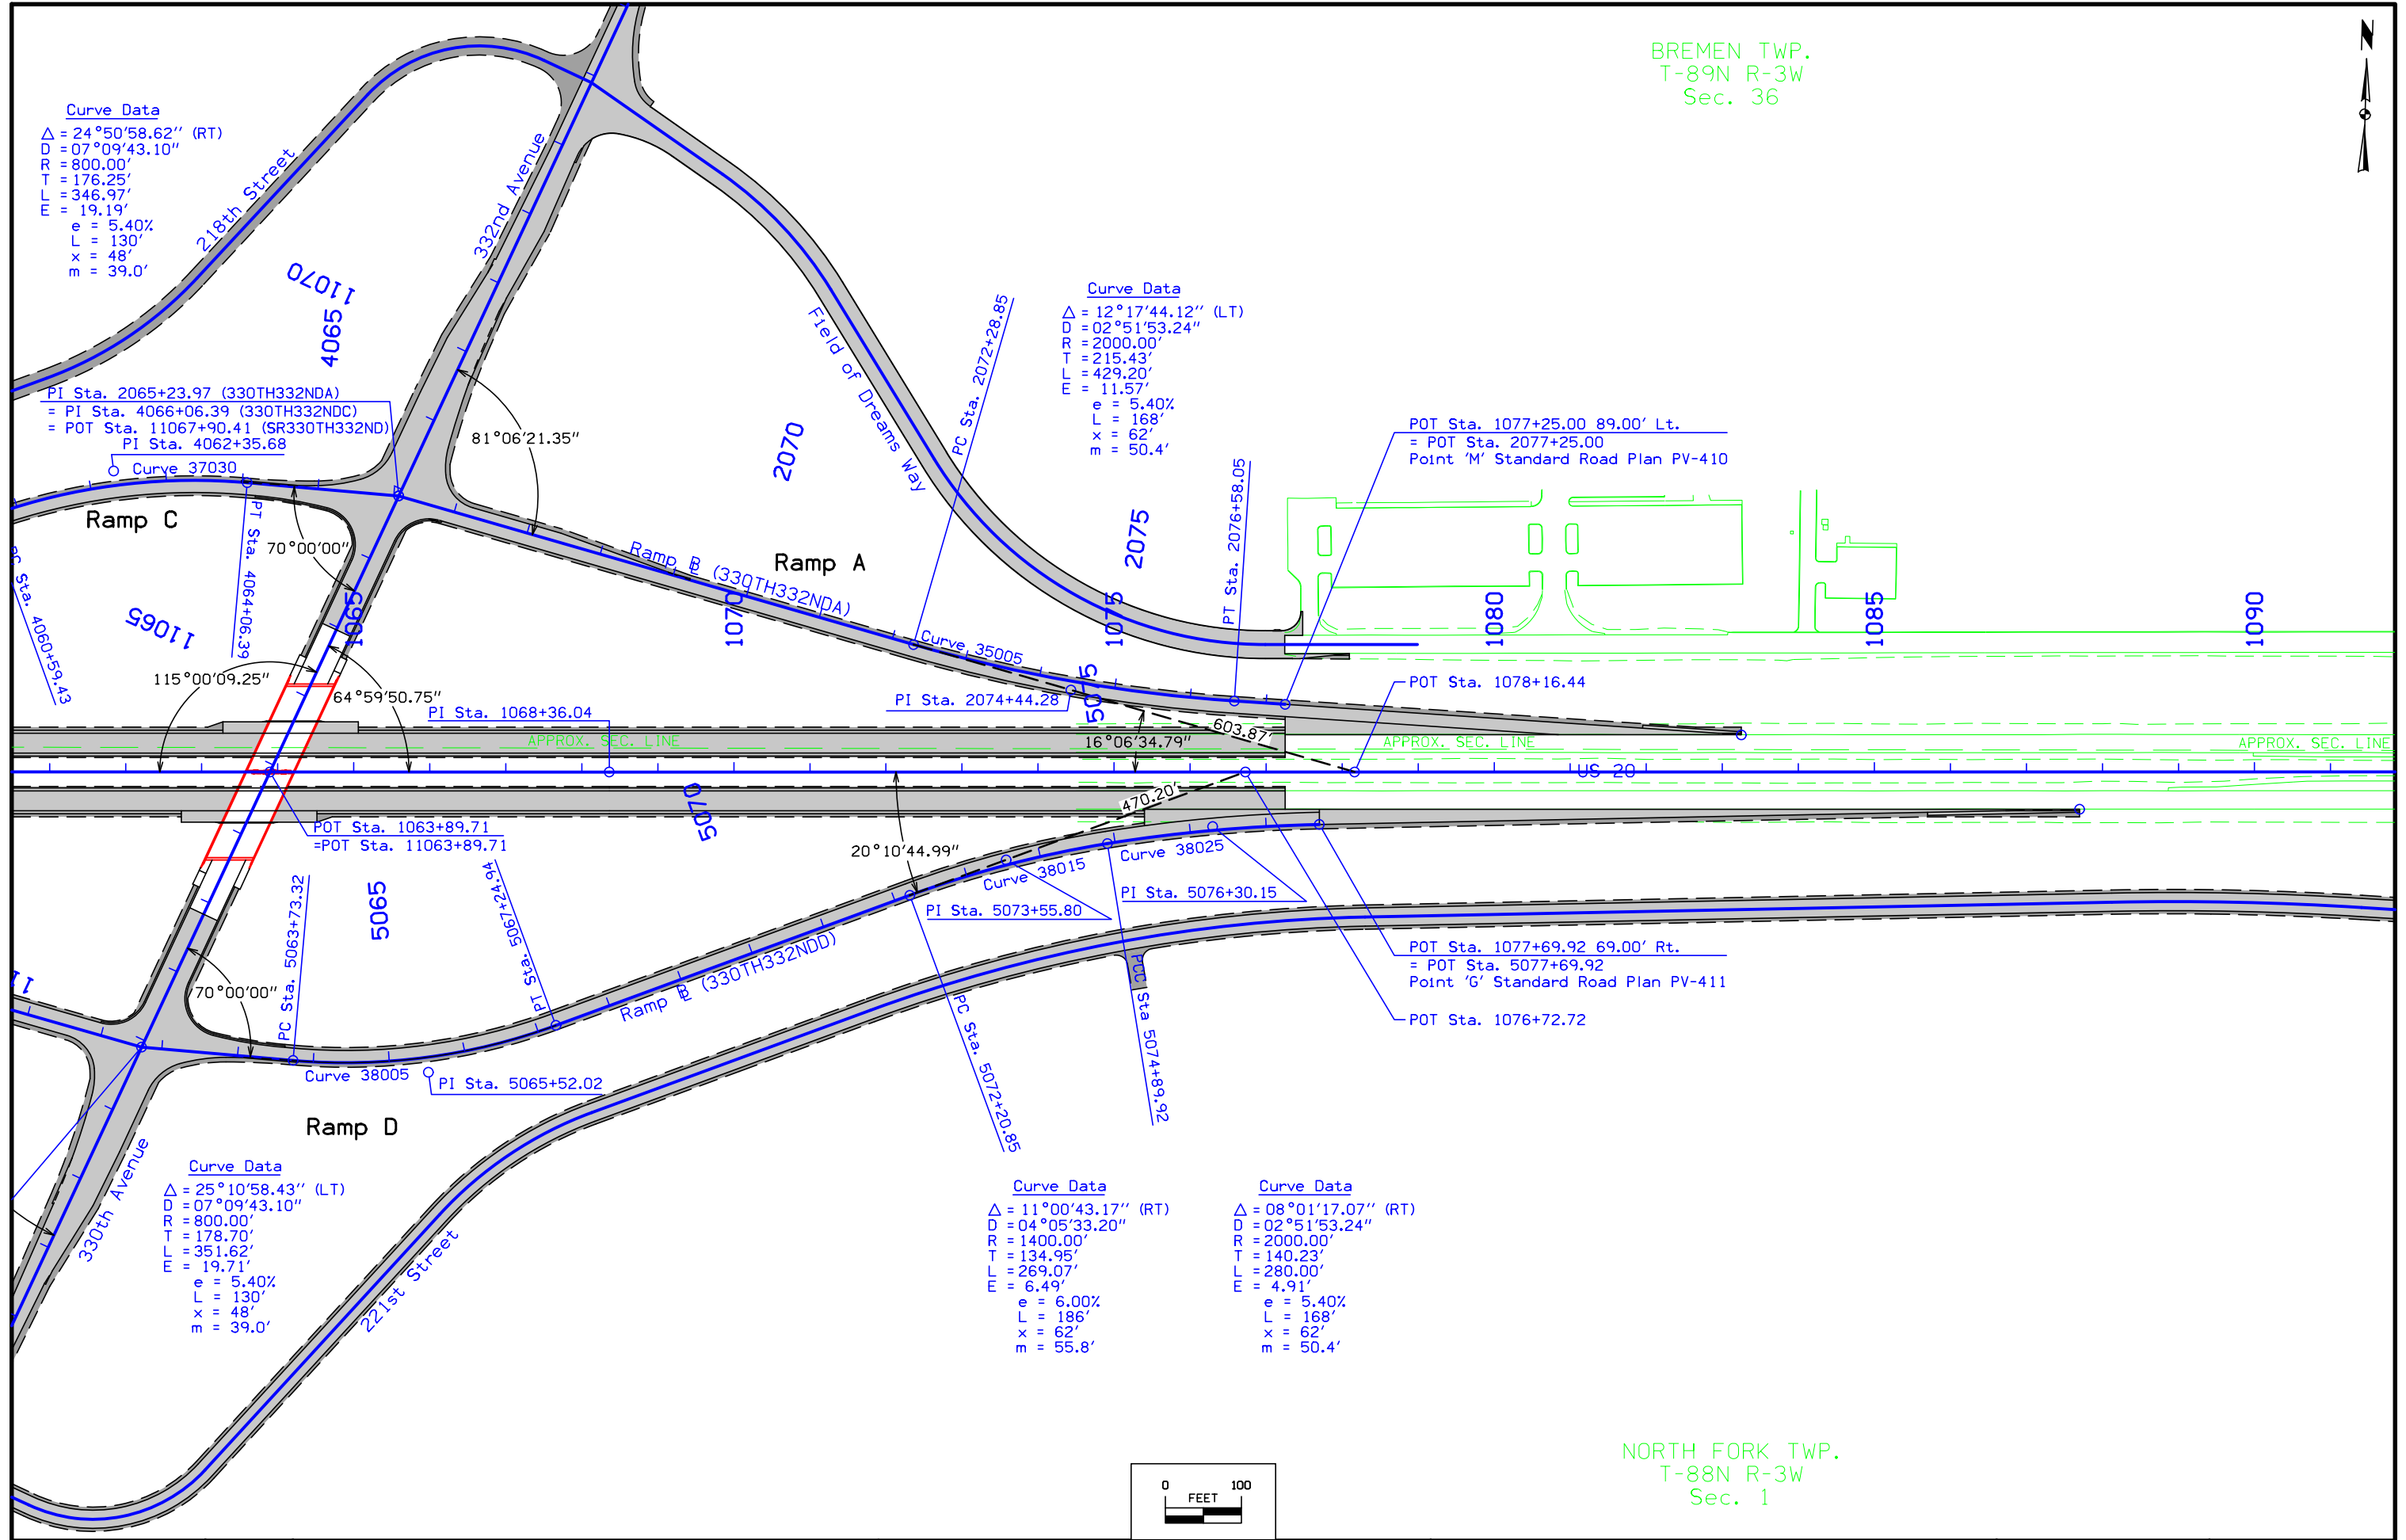 BREMEN TWP.
T-89N R-3W
Sec. 36
N
Curve Data
△ = 24°50'58.62" (RT)
D = 07°09'43.10"
R = 800.00'
T = 176.25'
L = 346.97'
E = 19.19'
e = 5.40%
L = 130'
x = 48'
m = 39.0'
218th Street
332nd Avenue
11070
4065
Field of Dreams Way
PC Sta. 2072+28.85
Curve Data
△ = 12°17'44.12" (LT)
D = 02°51'53.24"
R = 2000.00'
T = 215.43'
L = 429.20'
E = 11.57'
e = 5.40%
L = 168'
x = 62'
m = 50.4'
PI Sta. 2065+23.97 (330TH332NDA)
= PI Sta. 4066+06.39 (330TH332NDC)
= POT Sta. 11067+90.41 (SR330TH332ND)
PI Sta. 4062+35.68
Curve 37030
81°06'21.35"
2070
POT Sta. 1077+25.00 89.00' Lt.
= POT Sta. 2077+25.00
Point 'M' Standard Road Plan PV-410
Ramp C
70°00'00"
PT Sta. 4064+06.39
PC Sta. 4060+59.43
Ramp ℄ (330TH332NDA)
Ramp A
2075
PT Sta. 2076+58.05
11065
1065
1070
1075
1080
1085
1090
Curve 35005
115°00'09.25"
64°59'50.75"
PI Sta. 1068+36.04
PI Sta. 2074+44.28
5075
603.87'
POT Sta. 1078+16.44
APPROX. SEC. LINE
16°06'34.79"
APPROX. SEC. LINE
APPROX. SEC. LINE
US 20
470.20'
5070
POT Sta. 1063+89.71
=POT Sta. 11063+89.71
20°10'44.99"
Curve 38015
Curve 38025
PI Sta. 5076+30.15
PI Sta. 5073+55.80
5065
PC Sta. 5063+73.32
PT Sta. 5067+24.94
Ramp ℄ (330TH332NDD)
POT Sta. 1077+69.92 69.00' Rt.
= POT Sta. 5077+69.92
Point 'G' Standard Road Plan PV-411
POT Sta. 1076+72.72
11
70°00'00"
PC Sta. 5072+20.85
PCC Sta 5074+89.92
Curve 38005
PI Sta. 5065+52.02
Ramp D
330th Avenue
221st Street
Curve Data
△ = 25°10'58.43" (LT)
D = 07°09'43.10"
R = 800.00'
T = 178.70'
L = 351.62'
E = 19.71'
e = 5.40%
L = 130'
x = 48'
m = 39.0'
Curve Data
△ = 11°00'43.17" (RT)
D = 04°05'33.20"
R = 1400.00'
T = 134.95'
L = 269.07'
E = 6.49'
e = 6.00%
L = 186'
x = 62'
m = 55.8'
Curve Data
△ = 08°01'17.07" (RT)
D = 02°51'53.24"
R = 2000.00'
T = 140.23'
L = 280.00'
E = 4.91'
e = 5.40%
L = 168'
x = 62'
m = 50.4'
NORTH FORK TWP.
T-88N R-3W
Sec. 1
0 100
FEET